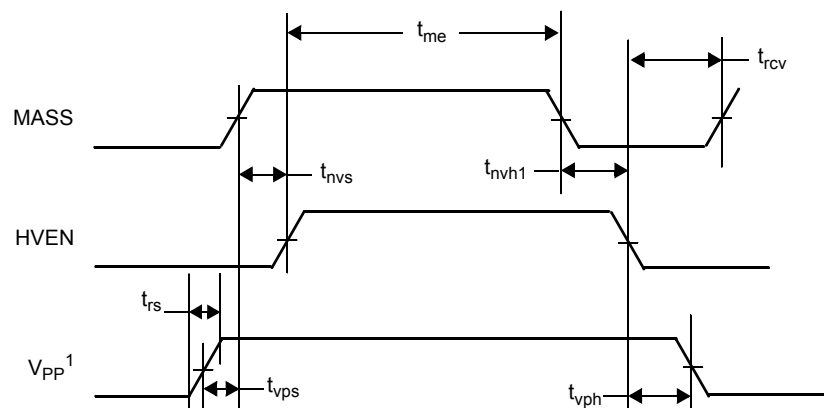 t_me
t_rcv
MASS
t_nvs
t_nvh1
HVEN
t_rs
V_PP^1
t_vps
t_vph